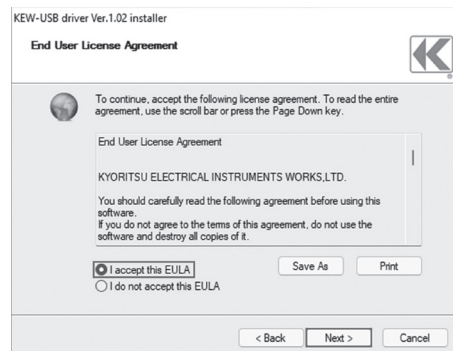 KEW-USB driver Ver.1.02 installer
End User License Agreement
To continue, accept the following license agreement. To read the entire
agreement, use the scroll bar or press the Page Down key.
End User License Agreement
KYORITSU ELECTRICAL INSTRUMENTS WORKS,LTD.
You should carefully read the following agreement before using this
software.
If you do not agree to the terms of this agreement, do not use the
software and destroy all copies of it.
I accept this EULA
Save As
Print
I do not accept this EULA
< Back
Next >
Cancel